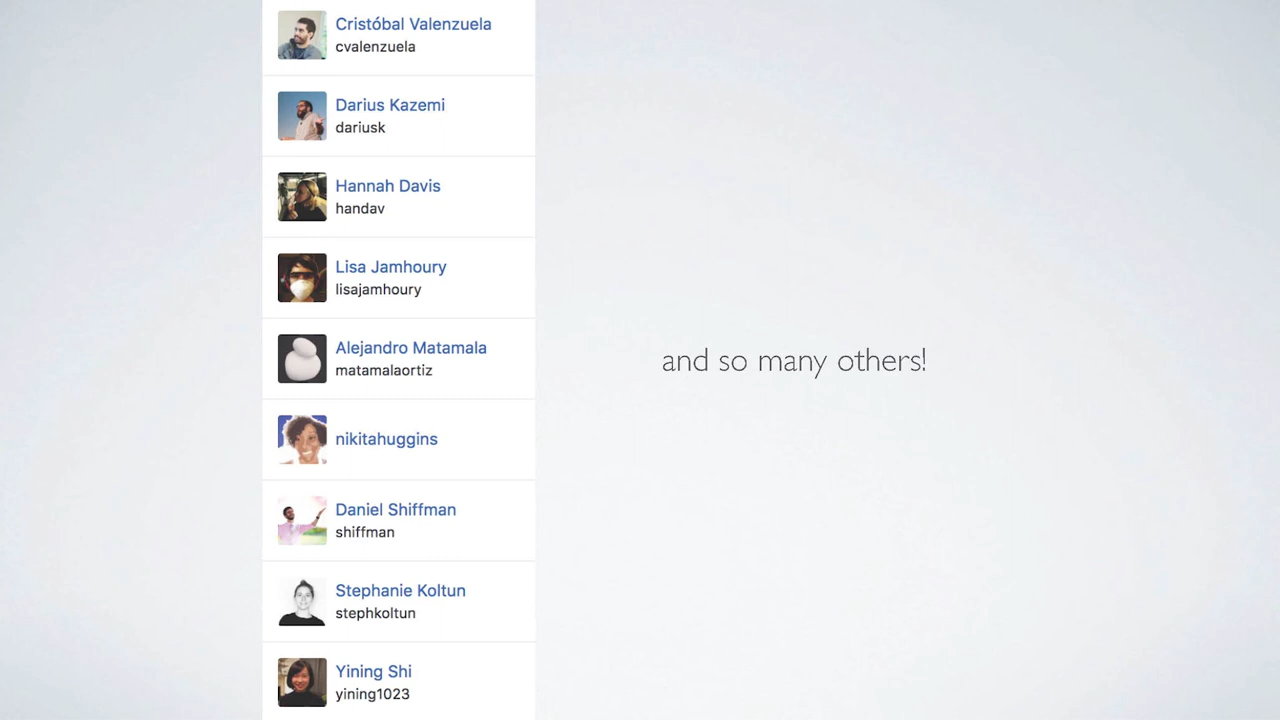 Cristóbal Valenzuela
cvalenzuela
Darius Kazemi
dariusk
Hannah Davis
handav
Lisa Jamhoury
lisajamhoury
Alejandro Matamala
matamalaortiz
nikitahuggins
Daniel Shiffman
shiffman
Stephanie Koltun
stephkoltun
Yining Shi
yining1023
and so many others!